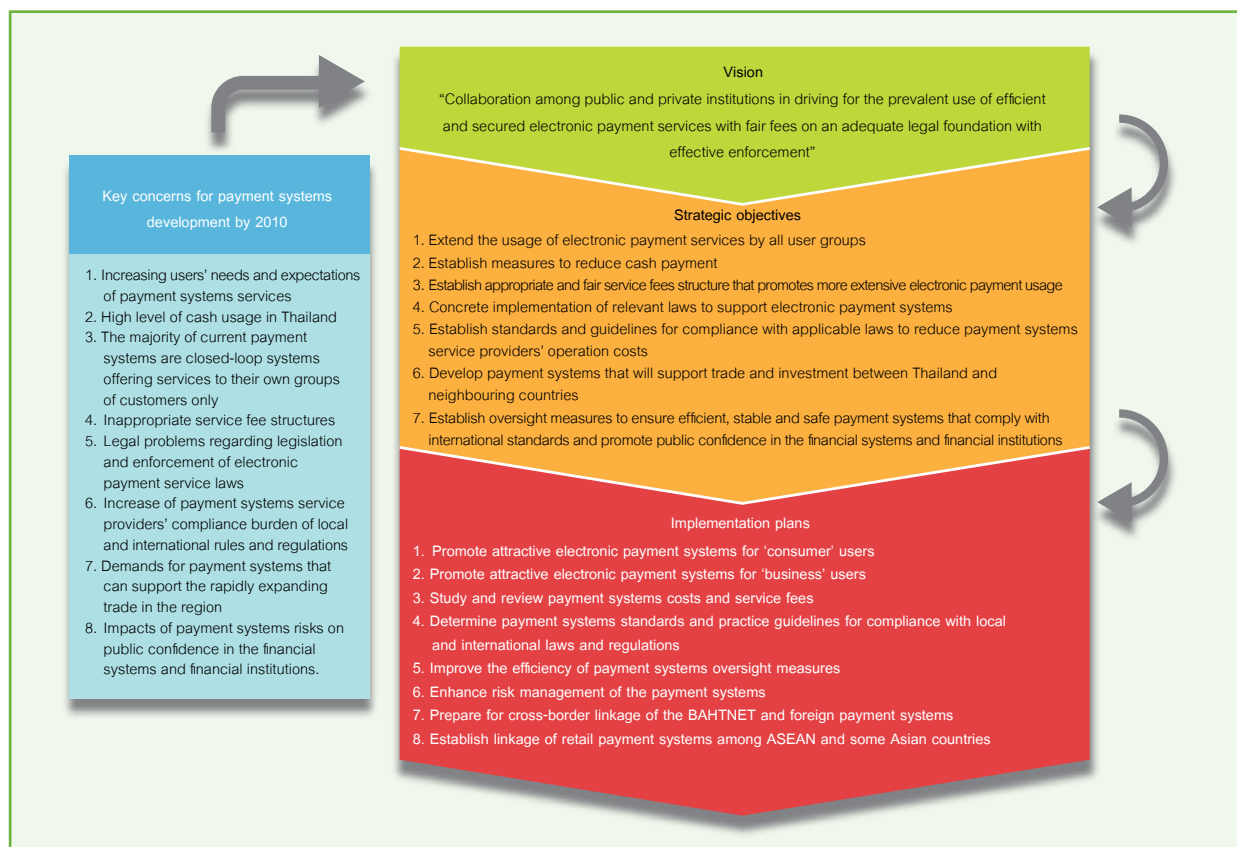 Key concerns for payment systems
development by 2010
1. Increasing users' needs and expectations
of payment systems services
2. High level of cash usage in Thailand
3. The majority of current payment
systems are closed-loop systems
offering services to their own groups
of customers only
4. Inappropriate service fee structures
5. Legal problems regarding legislation
and enforcement of electronic
payment service laws
6. Increase of payment systems service
providers' compliance burden of local
and international rules and regulations
7. Demands for payment systems that
can support the rapidly expanding
trade in the region
8. Impacts of payment systems risks on
public confidence in the financial
systems and financial institutions.
Vision
“Collaboration among public and private institutions in driving for the prevalent use of efficient
and secured electronic payment services with fair fees on an adequate legal foundation with
effective enforcement”
Strategic objectives
1. Extend the usage of electronic payment services by all user groups
2. Establish measures to reduce cash payment
3. Establish appropriate and fair service fees structure that promotes more extensive electronic payment usage
4. Concrete implementation of relevant laws to support electronic payment systems
5. Establish standards and guidelines for compliance with applicable laws to reduce payment systems
service providers' operation costs
6. Develop payment systems that will support trade and investment between Thailand and
neighbouring countries
7. Establish oversight measures to ensure efficient, stable and safe payment systems that comply with
international standards and promote public confidence in the financial systems and financial institutions
Implementation plans
1. Promote attractive electronic payment systems for 'consumer' users
2. Promote attractive electronic payment systems for 'business' users
3. Study and review payment systems costs and service fees
4. Determine payment systems standards and practice guidelines for compliance with local
and international laws and regulations
5. Improve the efficiency of payment systems oversight measures
6. Enhance risk management of the payment systems
7. Prepare for cross-border linkage of the BAHTNET and foreign payment systems
8. Establish linkage of retail payment systems among ASEAN and some Asian countries